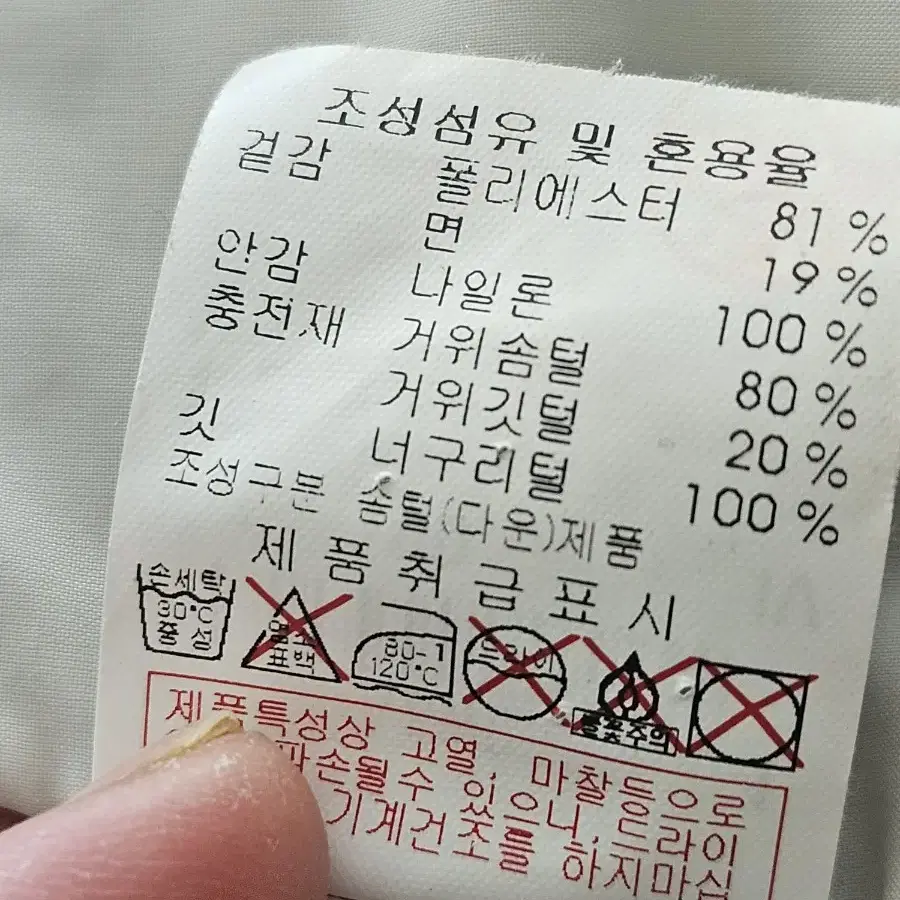 조성섬유 및 혼용율
겉감 폴리에스터 81 %
면 19 %
안감 나일론 100 %
충전재 거위솜털 80 %
거위깃털 20 %
깃 너구리털 100 %
조성구분 솜털(다운)제품
제 품 취 급 표 시
손세탁
30°C
중성
염소
표백
80-1
120°C
드라이
불꽃주의
제품특성상 고열, 마찰등으로
파손될수 있으니, 드라이
기계건조를 하지마십